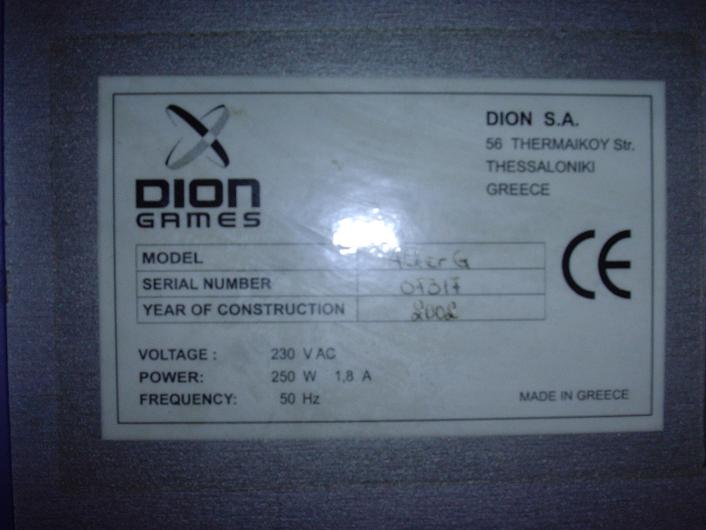 DION
GAMES
DION S.A.
56 THERMAIKOY Str.
THESSALONIKI
GREECE
CE
MODEL
SERIAL NUMBER 01317
YEAR OF CONSTRUCTION 2002
VOLTAGE : 230 V AC
POWER: 250 W 1,8 A
FREQUENCY: 50 Hz
MADE IN GREECE